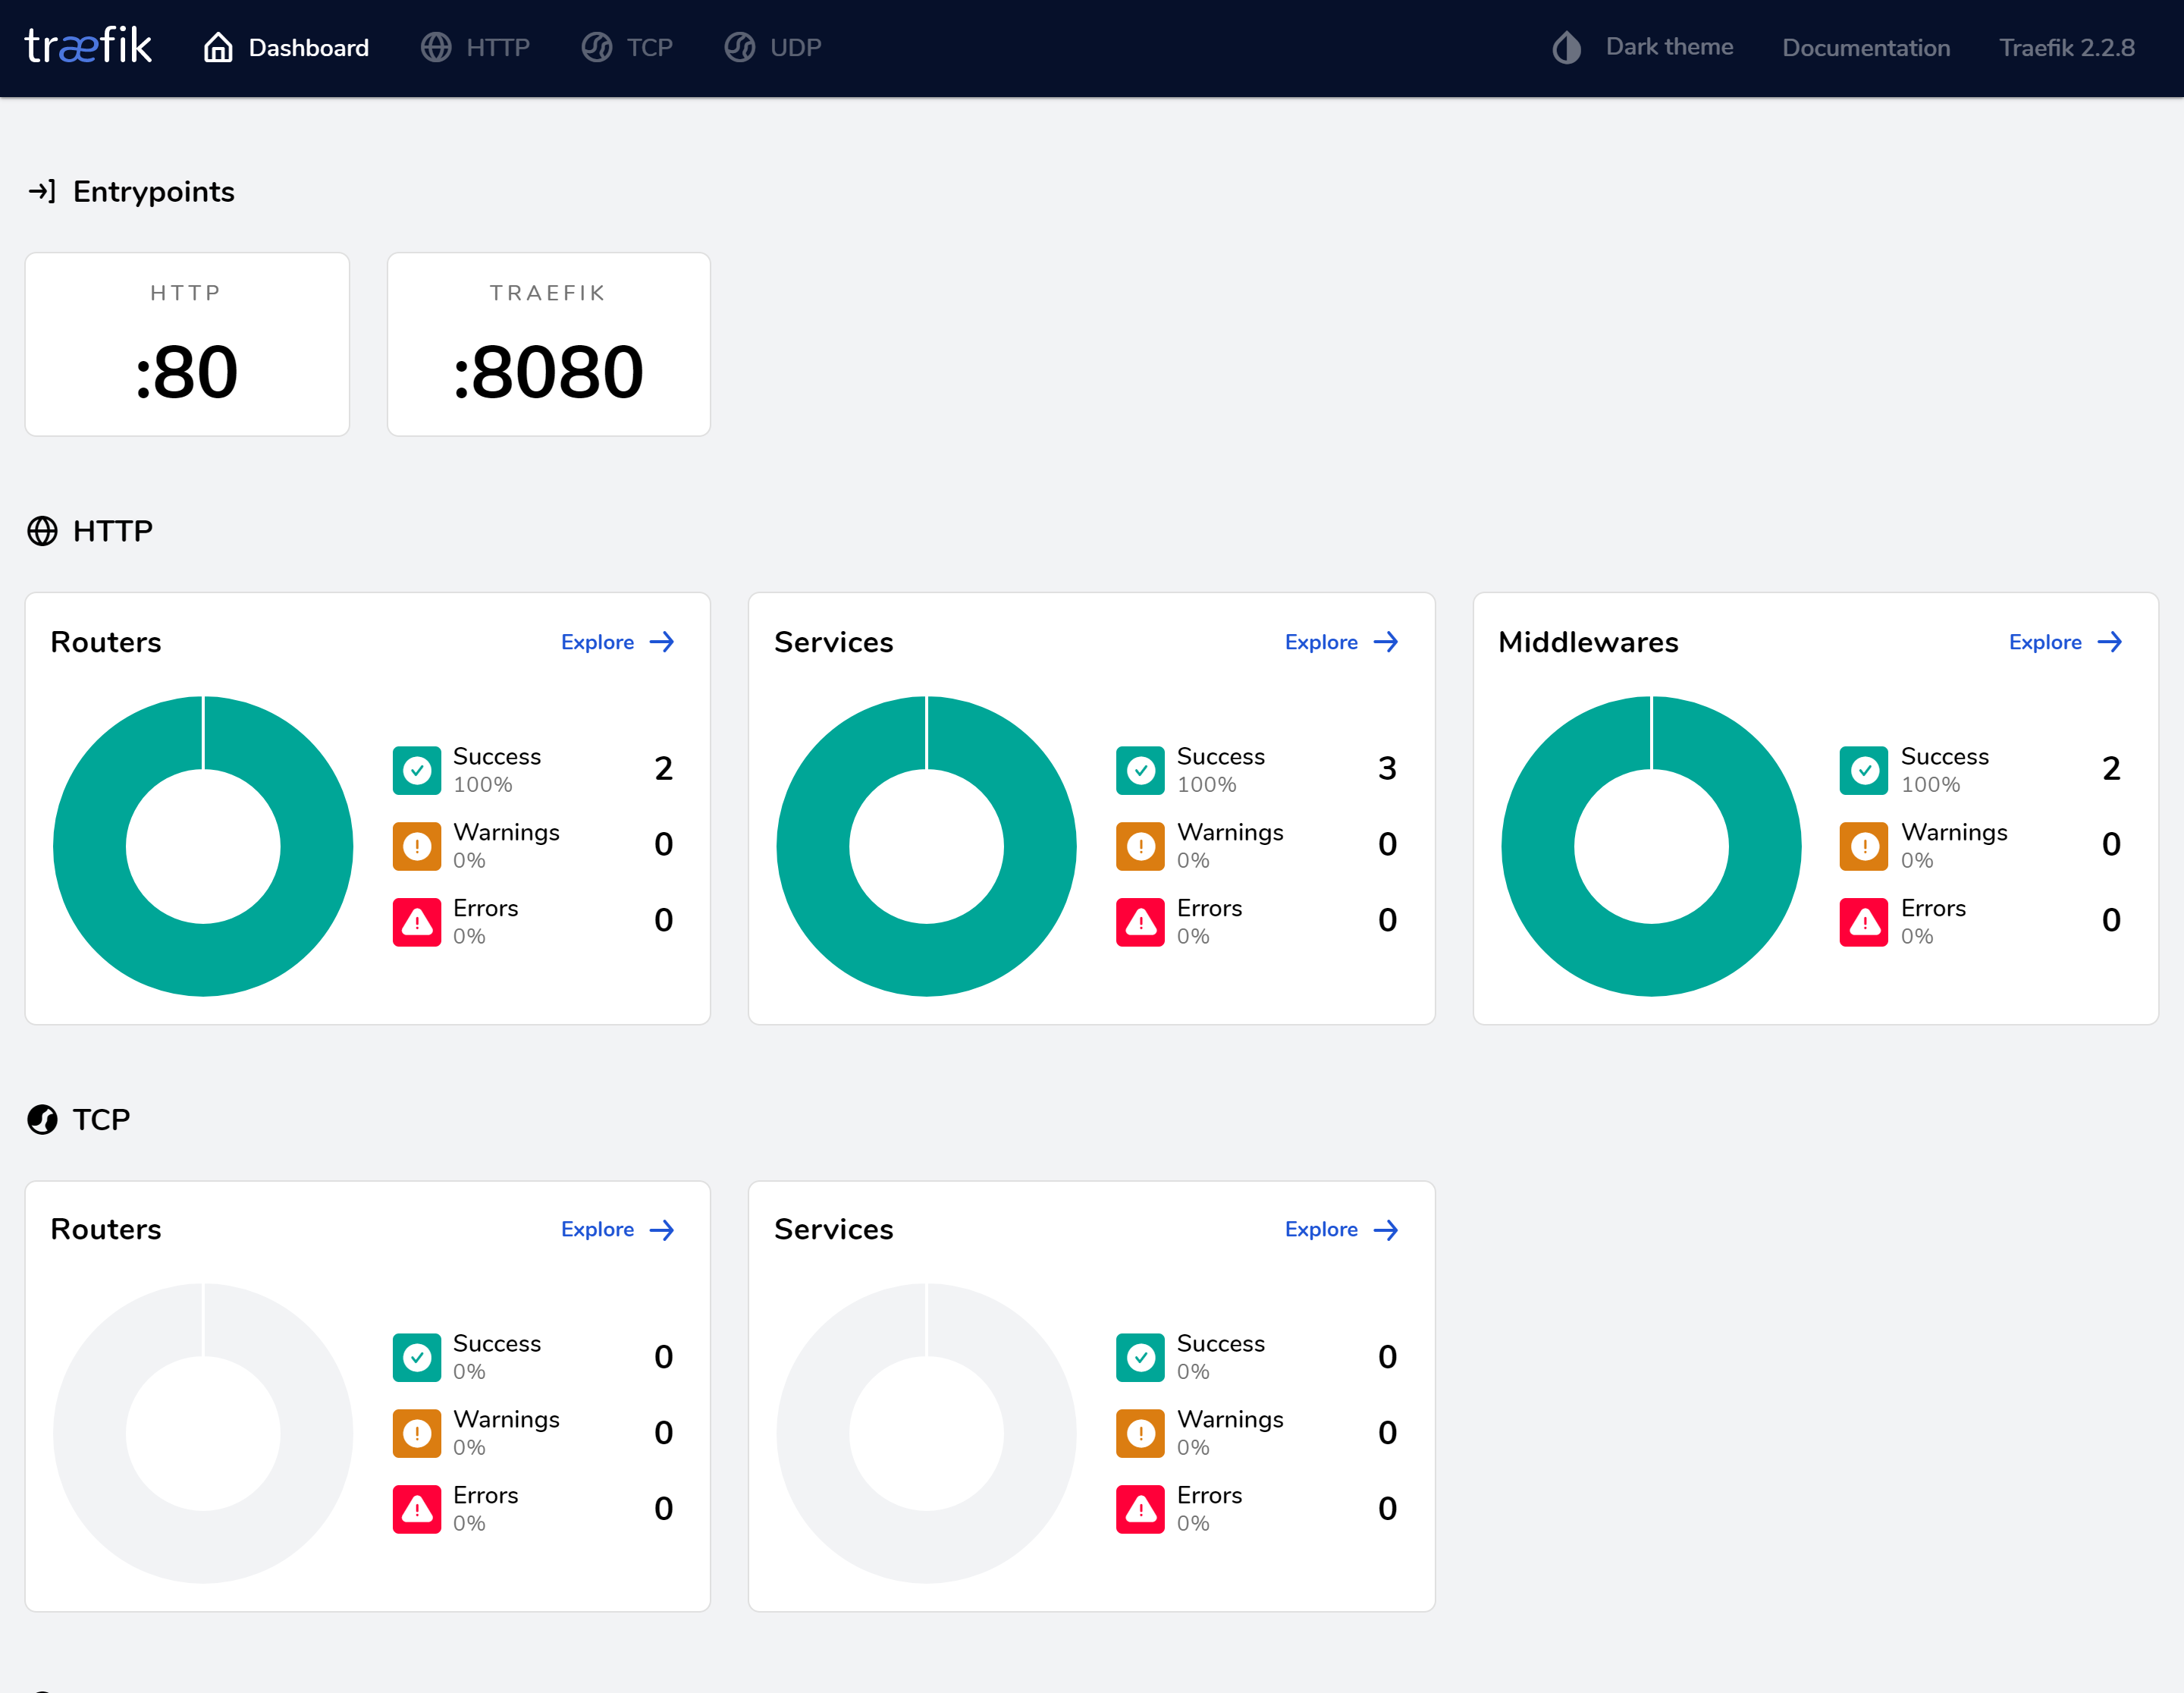 træfik Dashboard HTTP TCP UDP Dark theme Documentation Traefik 2.2.8
Entrypoints
HTTP
:80
TRAEFIK
:8080
HTTP
Routers Explore
Success 2
100%
Warnings 0
0%
Errors 0
0%
Services Explore
Success 3
100%
Warnings 0
0%
Errors 0
0%
Middlewares Explore
Success 2
100%
Warnings 0
0%
Errors 0
0%
TCP
Routers Explore
Success 0
0%
Warnings 0
0%
Errors 0
0%
Services Explore
Success 0
0%
Warnings 0
0%
Errors 0
0%